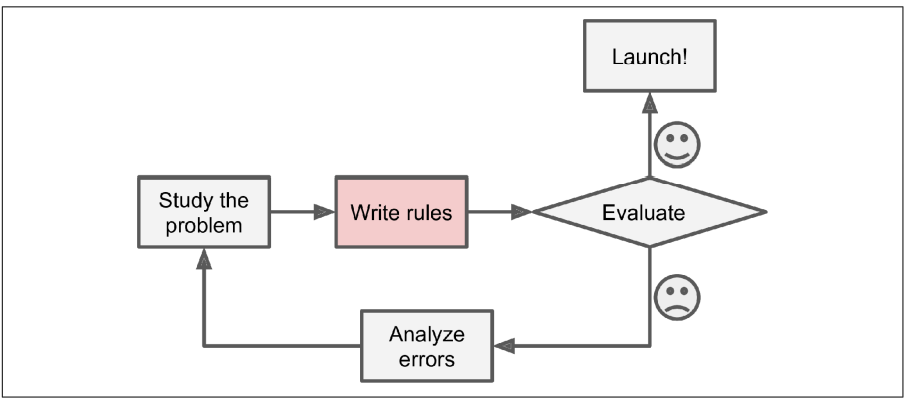 Launch!
Study the
problem
Write rules
Evaluate
Analyze
errors